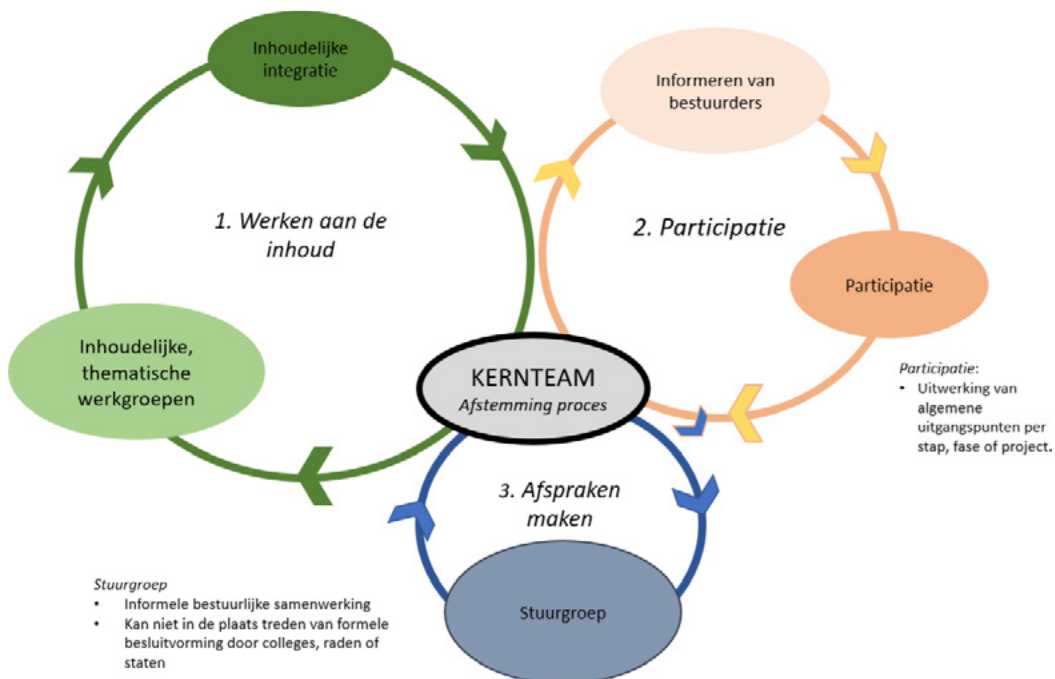 Inhoudelijke
integratie
1. Werken aan de
inhoud
Inhoudelijke,
thematische
werkgroepen
Informeren van
bestuurders
2. Participatie
Participatie
Participatie:
• Uitwerking van
algemene
uitgangspunten per
stap, fase of project.
KERNTEAM
Afstemming proces
3. Afspraken
maken
Stuurgroep
Stuurgroep
• Informele bestuurlijke samenwerking
• Kan niet in de plaats treden van formele
besluitvorming door colleges, raden of
staten